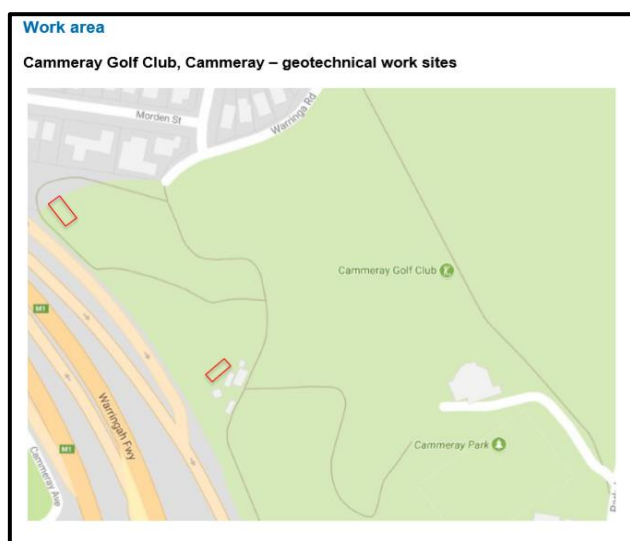 Work area
Cammeray Golf Club, Cammeray – geotechnical work sites
Morden St
Warringa Rd
Cammeray Golf Club
M1
Warringah Fwy
Cammeray Park
M1
Cammeray Ave